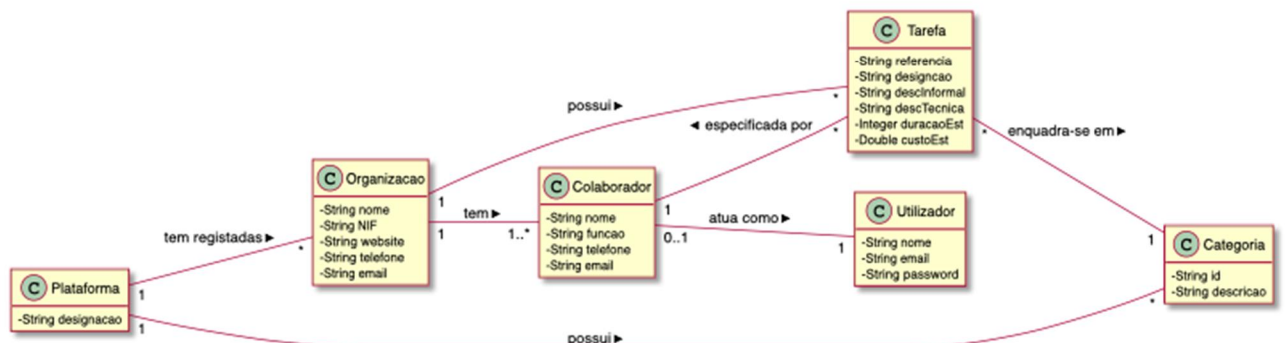 C Tarefa
-String referencia
-String designcao
-String descInformal
-String descTecnica
-Integer duracaoEst
-Double custoEst
possui ►
*
◄ especificada por
*
* enquadra-se em ►
C Organizacao
-String nome
-String NIF
-String website
-String telefone
-String email
1
tem ►
1
1..*
C Colaborador
-String nome
-String funcao
-String telefone
-String email
1
atua como ►
0..1
1
C Utilizador
-String nome
-String email
-String password
1
C Categoria
-String id
-String descricao
*
tem registadas ►
*
C Plataforma
-String designacao
1
1
possui ►